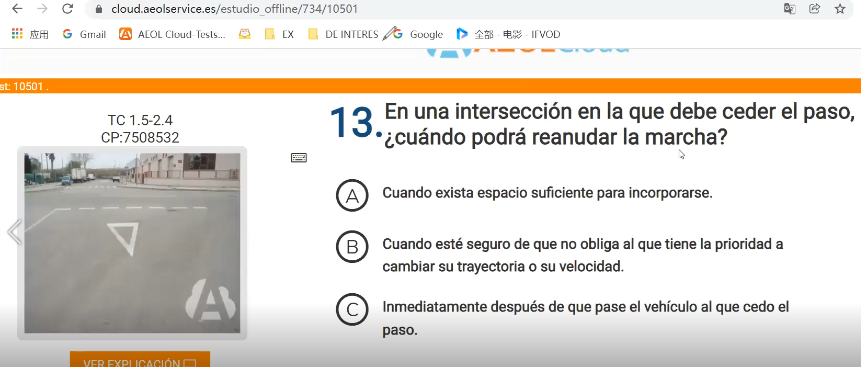 cloud.aeolservice.es/estudio_offline/734/10501
应用 Gmail AEOL Cloud-Tests... EX DE INTERES Google 全部 - 电影 - IFVOD
st: 10501 .
TC 1.5-2.4
CP:7508532
13. En una intersección en la que debe ceder el paso,
¿cuándo podrá reanudar la marcha?
A Cuando exista espacio suficiente para incorporarse.
B Cuando esté seguro de que no obliga al que tiene la prioridad a
cambiar su trayectoria o su velocidad.
C Inmediatamente después de que pase el vehículo al que cedo el
paso.
VER EXPLICACIÓN